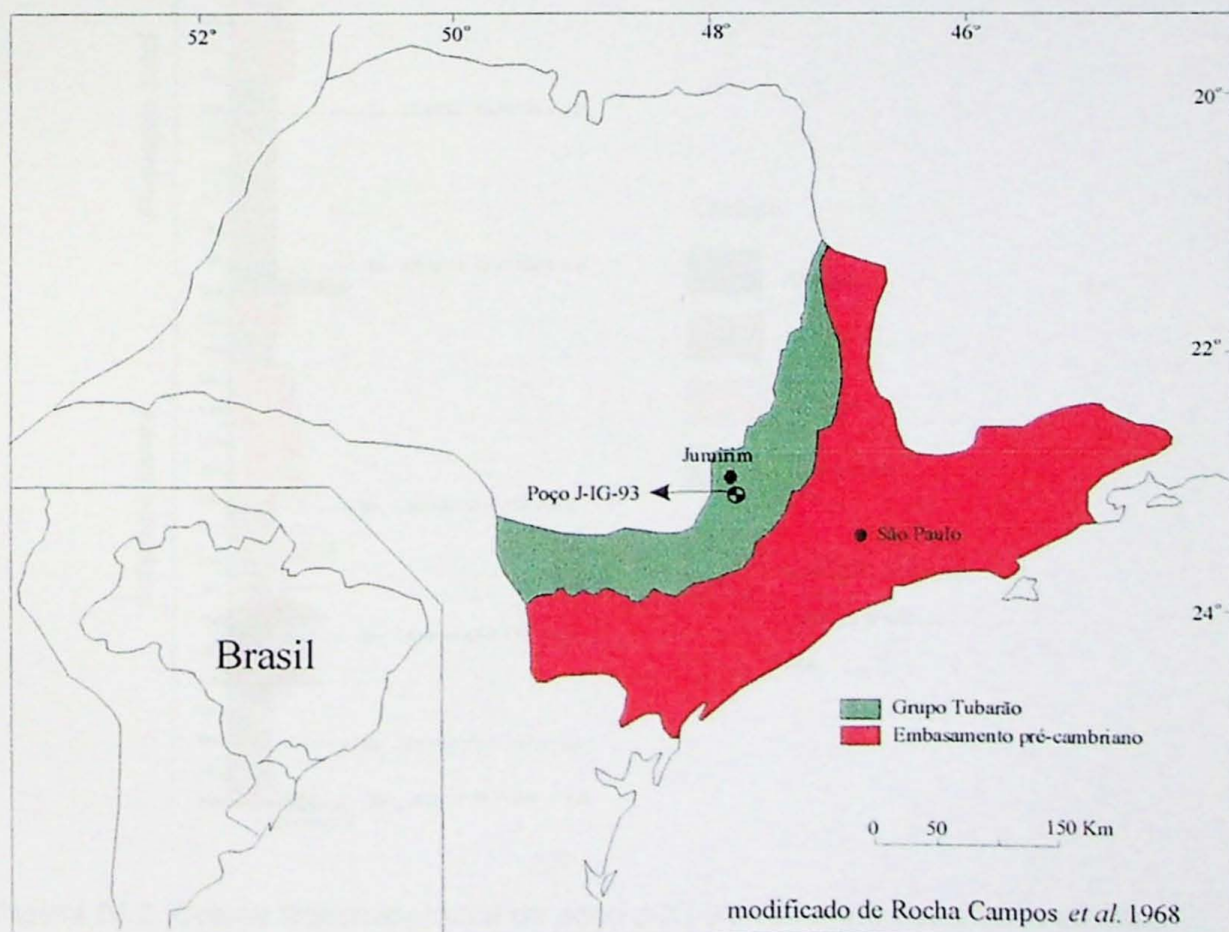 52° 50° 48° 46°
20°
22°
Jumirim
Poço J-IG-93
São Paulo
24°
Brasil
Grupo Tubarão
Embasamento pré-cambriano
0 50 150 Km
modificado de Rocha Campos et al. 1968